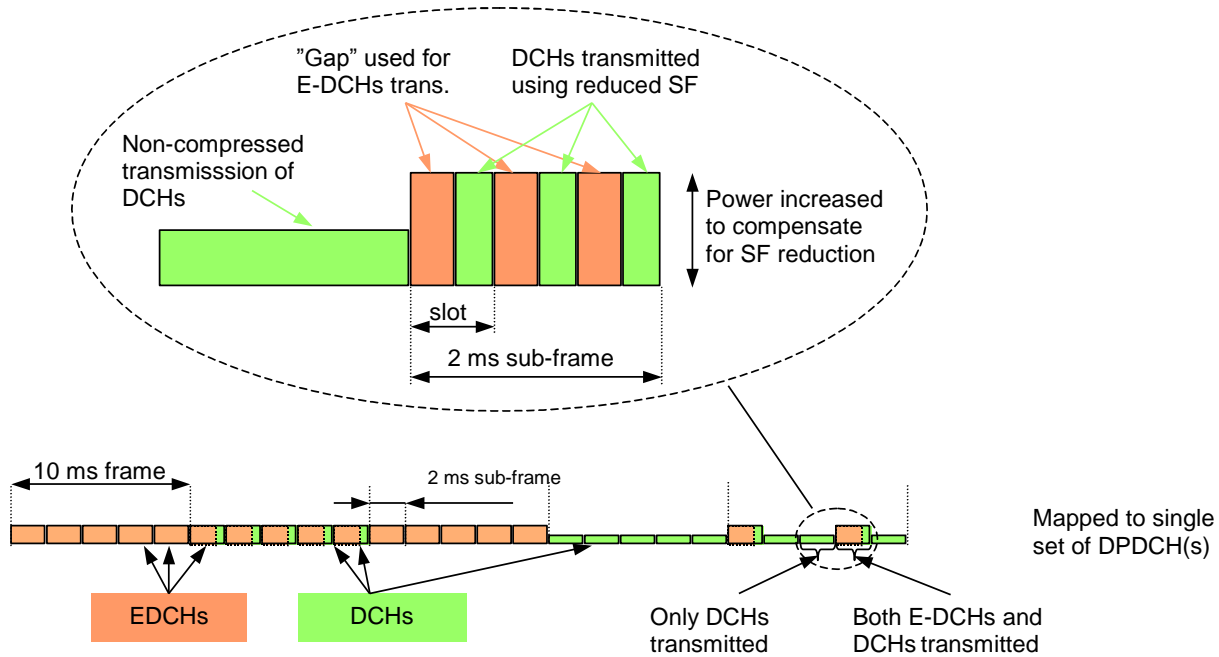 ”Gap” used for
E-DCHs trans.
DCHs transmitted
using reduced SF
Non-compressed
transmisssion of
DCHs
Power increased
to compensate
for SF reduction
slot
2 ms sub-frame
10 ms frame
2 ms sub-frame
Mapped to single
set of DPDCH(s)
EDCHs
DCHs
Only DCHs
transmitted
Both E-DCHs and
DCHs transmitted